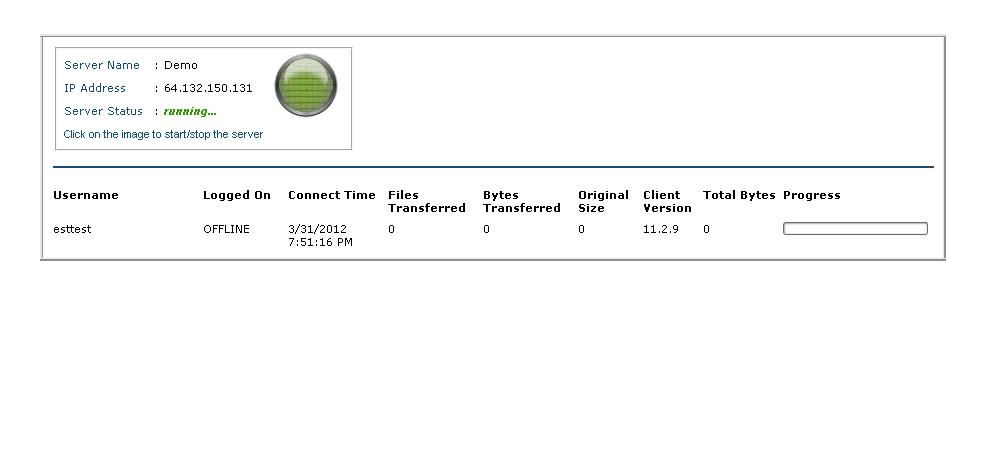 Server Name : Demo
IP Address : 64.132.150.131
Server Status : running...
Click on the image to start/stop the server
Username Logged On Connect Time Files Transferred Bytes Transferred Original Size Client Version Total Bytes Progress
esttest OFFLINE 3/31/2012 7:51:16 PM 0 0 0 11.2.9 0